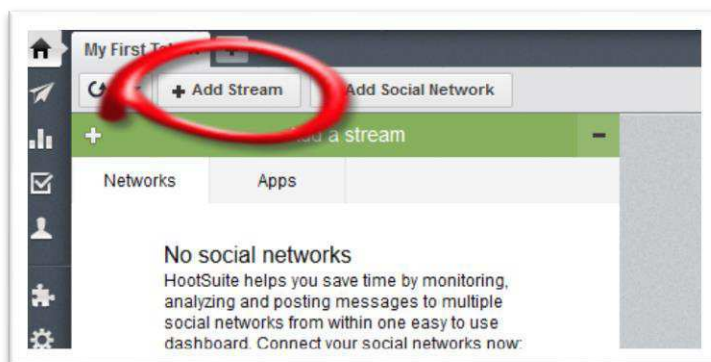 My First
+ Add Stream
Add Social Network
a stream
Networks
Apps
No social networks
HootSuite helps you save time by monitoring,
analyzing and posting messages to multiple
social networks from within one easy to use
dashboard. Connect your social networks now: